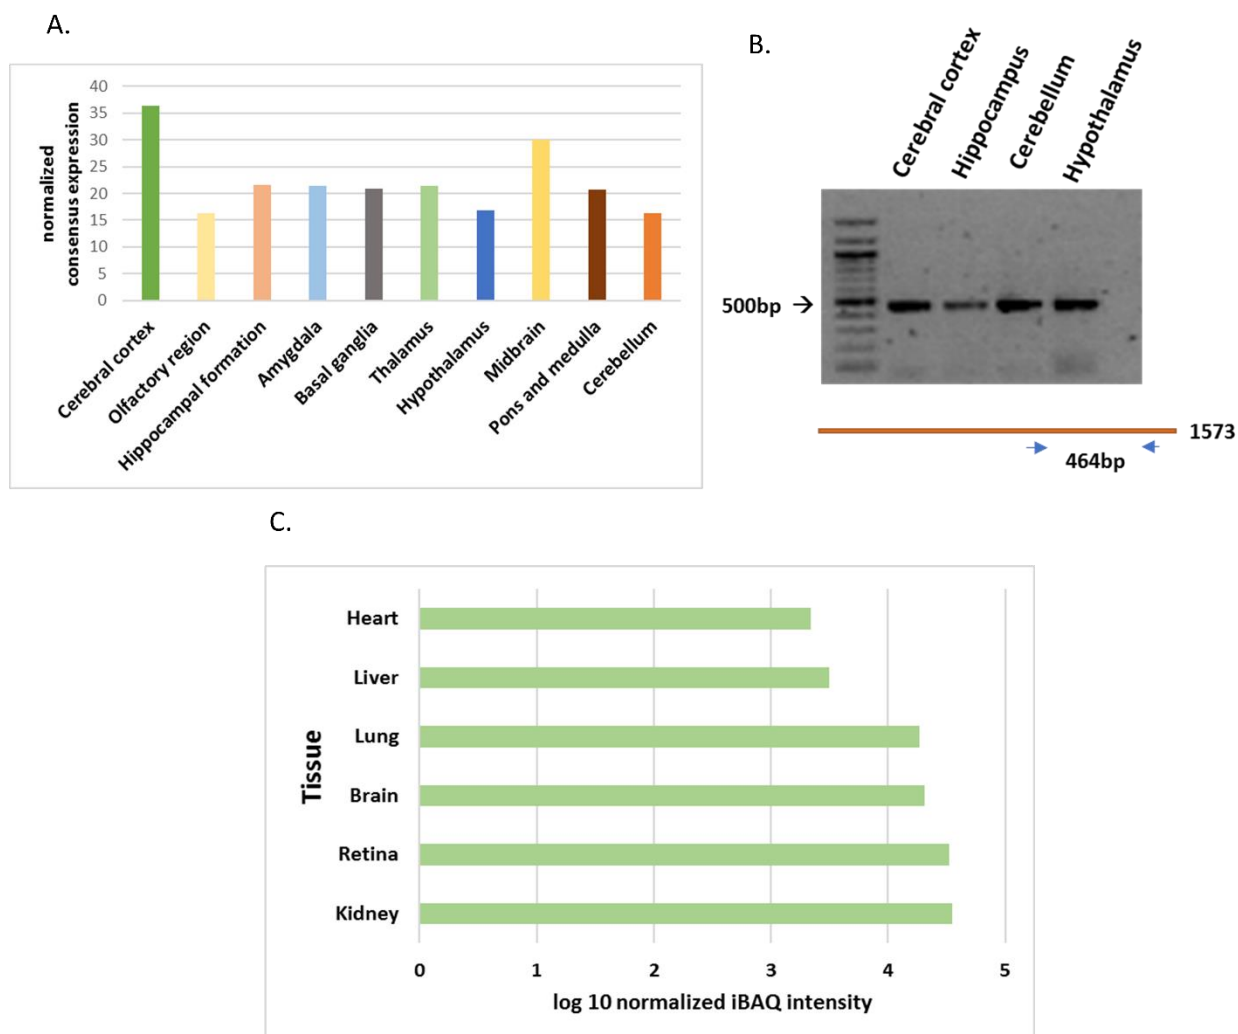 A.
normalized
consensus expression
40
35
30
25
20
15
10
5
0
Cerebral cortex
Olfactory region
Hippocampal formation
Amygdala
Basal ganglia
Thalamus
Hypothalamus
Midbrain
Pons and medulla
Cerebellum
B.
Cerebral cortex
Hippocampus
Cerebellum
Hypothalamus
500bp →
1573
464bp
C.
Tissue
Heart
Liver
Lung
Brain
Retina
Kidney
0 1 2 3 4 5
log 10 normalized iBAQ intensity